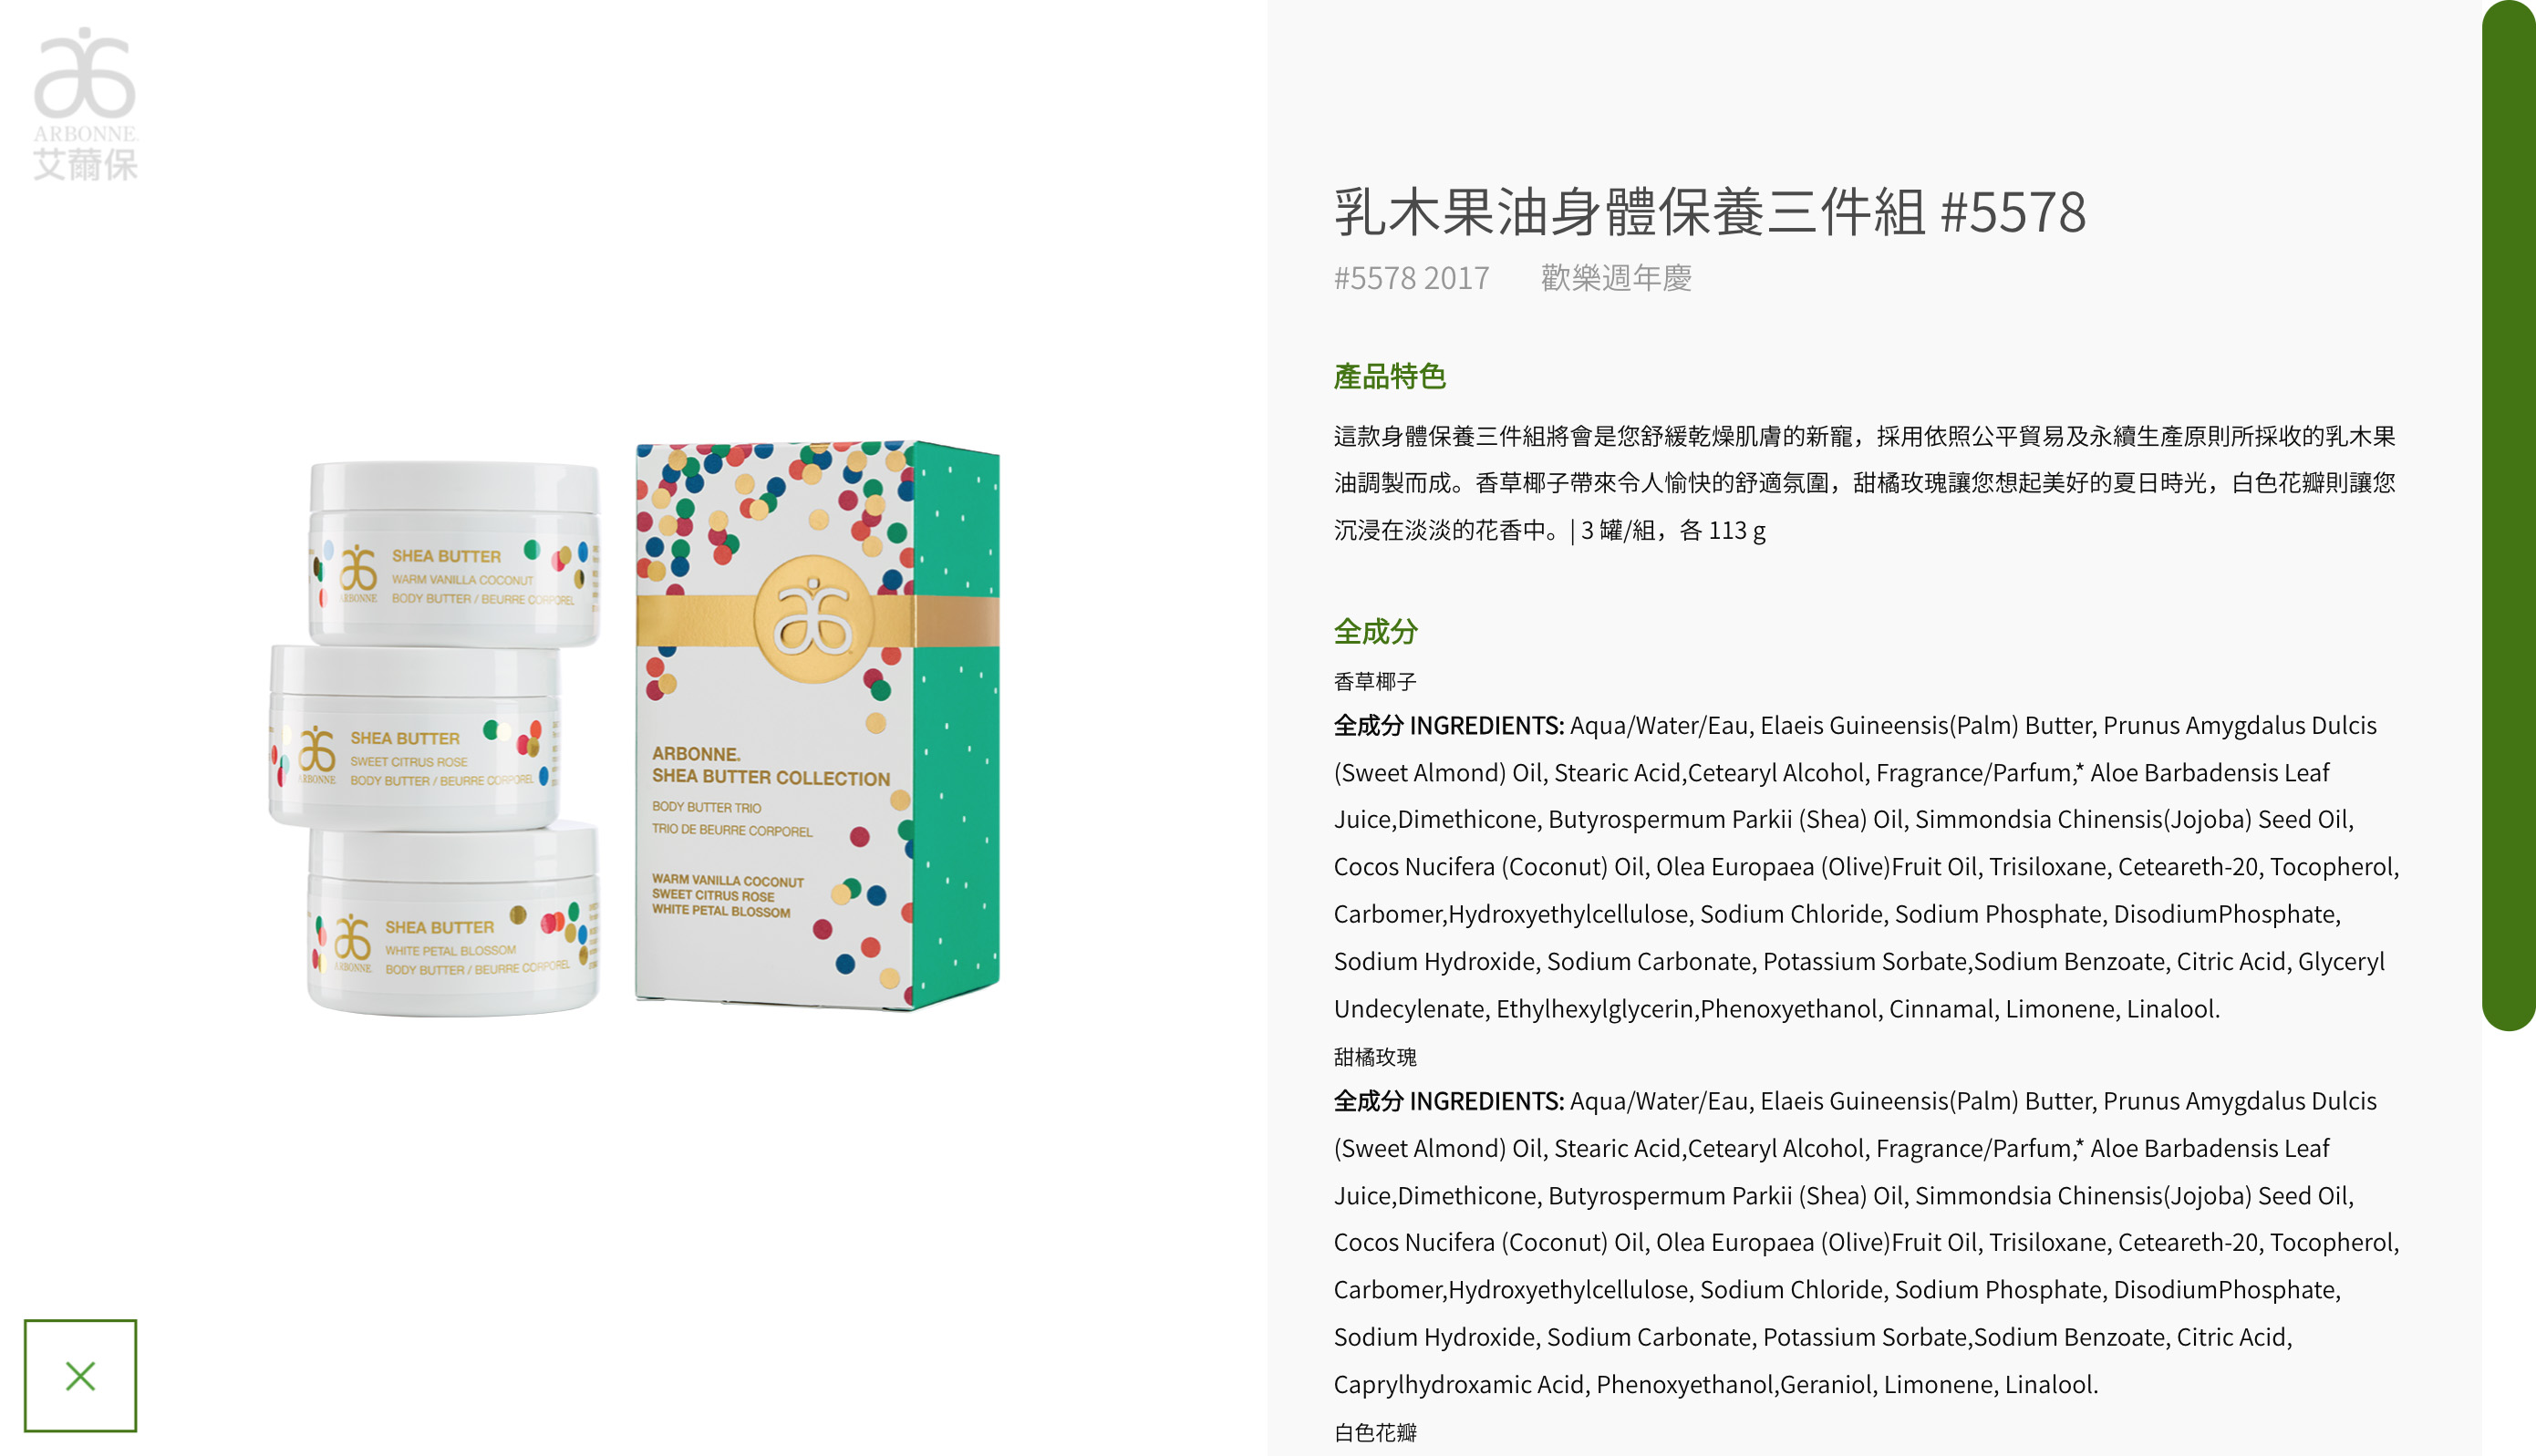 ARBONNE.
艾薾保
SHEA BUTTER
WARM VANILLA COCONUT
BODY BUTTER / BEURRE CORPOREL
ARBONNE
SHEA BUTTER
SWEET CITRUS ROSE
BODY BUTTER / BEURRE CORPOREL
ARBONNE
SHEA BUTTER
WHITE PETAL BLOSSOM
BODY BUTTER / BEURRE CORPOREL
ARBONNE
ARBONNE.
SHEA BUTTER COLLECTION
BODY BUTTER TRIO
TRIO DE BEURRE CORPOREL
WARM VANILLA COCONUT
SWEET CITRUS ROSE
WHITE PETAL BLOSSOM
乳木果油身體保養三件組 #5578
#5578 2017 歡樂週年慶
產品特色
這款身體保養三件組將會是您舒緩乾燥肌膚的新寵，採用依照公平貿易及永續生產原則所採收的乳木果
油調製而成。香草椰子帶來令人愉快的舒適氛圍，甜橘玫瑰讓您想起美好的夏日時光，白色花瓣則讓您
沉浸在淡淡的花香中。| 3 罐/組，各 113 g
全成分
香草椰子
全成分 INGREDIENTS: Aqua/Water/Eau, Elaeis Guineensis(Palm) Butter, Prunus Amygdalus Dulcis
(Sweet Almond) Oil, Stearic Acid,Cetearyl Alcohol, Fragrance/Parfum,* Aloe Barbadensis Leaf
Juice,Dimethicone, Butyrospermum Parkii (Shea) Oil, Simmondsia Chinensis(Jojoba) Seed Oil,
Cocos Nucifera (Coconut) Oil, Olea Europaea (Olive)Fruit Oil, Trisiloxane, Ceteareth-20, Tocopherol,
Carbomer,Hydroxyethylcellulose, Sodium Chloride, Sodium Phosphate, DisodiumPhosphate,
Sodium Hydroxide, Sodium Carbonate, Potassium Sorbate,Sodium Benzoate, Citric Acid, Glyceryl
Undecylenate, Ethylhexylglycerin,Phenoxyethanol, Cinnamal, Limonene, Linalool.
甜橘玫瑰
全成分 INGREDIENTS: Aqua/Water/Eau, Elaeis Guineensis(Palm) Butter, Prunus Amygdalus Dulcis
(Sweet Almond) Oil, Stearic Acid,Cetearyl Alcohol, Fragrance/Parfum,* Aloe Barbadensis Leaf
Juice,Dimethicone, Butyrospermum Parkii (Shea) Oil, Simmondsia Chinensis(Jojoba) Seed Oil,
Cocos Nucifera (Coconut) Oil, Olea Europaea (Olive)Fruit Oil, Trisiloxane, Ceteareth-20, Tocopherol,
Carbomer,Hydroxyethylcellulose, Sodium Chloride, Sodium Phosphate, DisodiumPhosphate,
Sodium Hydroxide, Sodium Carbonate, Potassium Sorbate,Sodium Benzoate, Citric Acid,
Caprylhydroxamic Acid, Phenoxyethanol,Geraniol, Limonene, Linalool.
白色花瓣